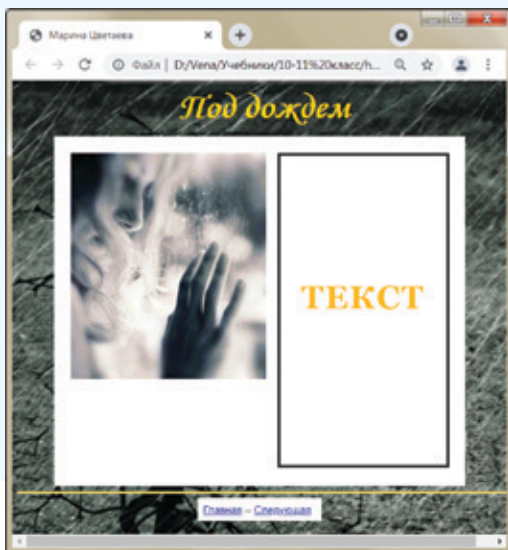 Марина Цветаева
Файл | D:/Vena/Учебники/10-11%20класс/h...
Под дождем
ТЕКСТ
Главная – Следующая